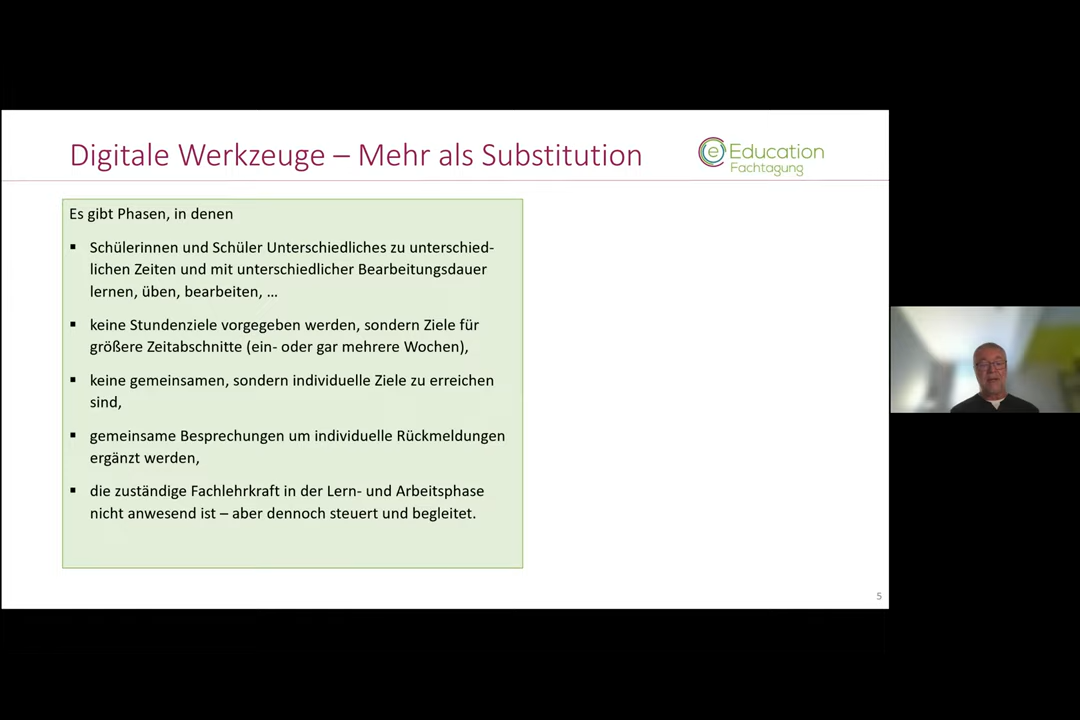 Digitale Werkzeuge – Mehr als Substitution
e Education
Fachtagung
Es gibt Phasen, in denen
▪ Schülerinnen und Schüler Unterschiedliches zu unterschied-
lichen Zeiten und mit unterschiedlicher Bearbeitungsdauer
lernen, üben, bearbeiten, …
▪ keine Stundenziele vorgegeben werden, sondern Ziele für
größere Zeitabschnitte (ein- oder gar mehrere Wochen),
▪ keine gemeinsamen, sondern individuelle Ziele zu erreichen
sind,
▪ gemeinsame Besprechungen um individuelle Rückmeldungen
ergänzt werden,
▪ die zuständige Fachlehrkraft in der Lern- und Arbeitsphase
nicht anwesend ist – aber dennoch steuert und begleitet.
5